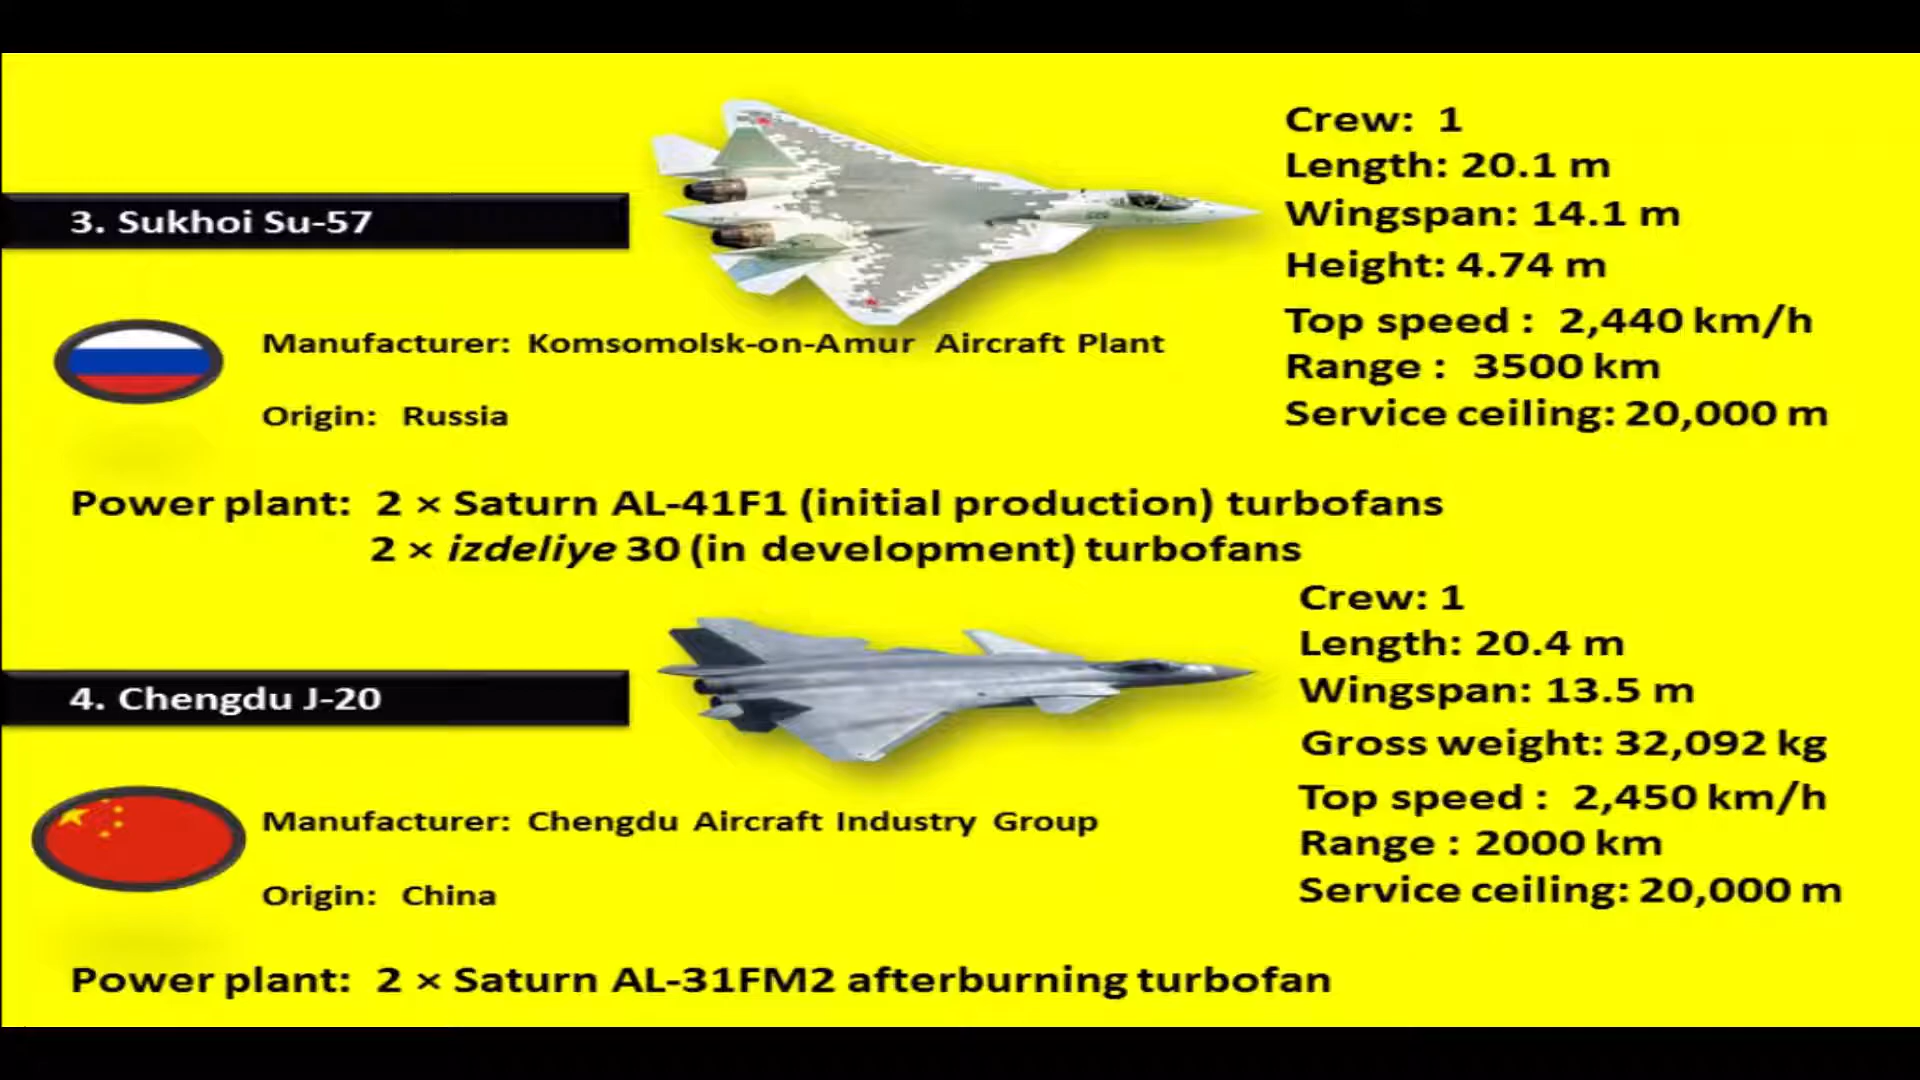 3. Sukhoi Su-57
Crew: 1
Length: 20.1 m
Wingspan: 14.1 m
Height: 4.74 m
Top speed : 2,440 km/h
Range : 3500 km
Service ceiling: 20,000 m
Manufacturer: Komsomolsk-on-Amur Aircraft Plant
Origin: Russia
Power plant: 2 × Saturn AL-41F1 (initial production) turbofans
2 × izdeliye 30 (in development) turbofans
4. Chengdu J-20
Crew: 1
Length: 20.4 m
Wingspan: 13.5 m
Gross weight: 32,092 kg
Top speed : 2,450 km/h
Range : 2000 km
Service ceiling: 20,000 m
Manufacturer: Chengdu Aircraft Industry Group
Origin: China
Power plant: 2 × Saturn AL-31FM2 afterburning turbofan